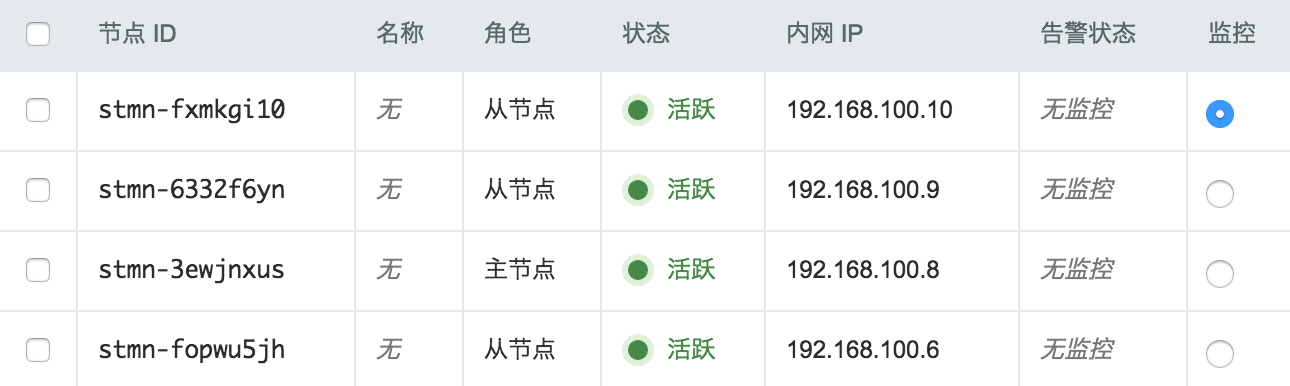 节点 ID 名称 角色 状态 内网 IP 告警状态 监控
stmn-fxmkgi10 无 从节点 活跃 192.168.100.10 无监控
stmn-6332f6yn 无 从节点 活跃 192.168.100.9 无监控
stmn-3ewjnxus 无 主节点 活跃 192.168.100.8 无监控
stmn-fopwu5jh 无 从节点 活跃 192.168.100.6 无监控